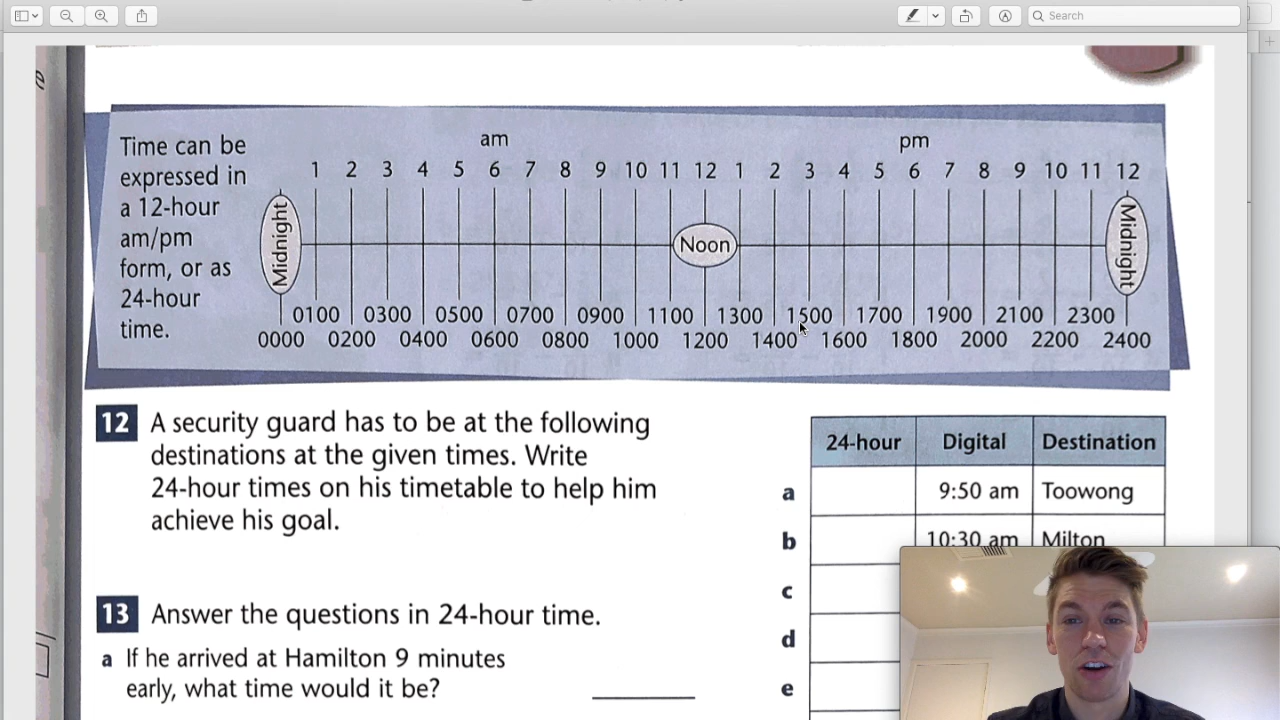 Search
e
Time can be
expressed in
a 12-hour
am/pm
form, or as
24-hour
time.
am
pm
1 2 3 4 5 6 7 8 9 10 11 12 1 2 3 4 5 6 7 8 9 10 11 12
Midnight
Noon
Midnight
0100 0300 0500 0700 0900 1100 1300 1500 1700 1900 2100 2300
0000 0200 0400 0600 0800 1000 1200 1400 1600 1800 2000 2200 2400
12 A security guard has to be at the following
destinations at the given times. Write
24-hour times on his timetable to help him
achieve his goal.
24-hour Digital Destination
a 9:50 am Toowong
b 10:30 am Milton
c
d
e
13 Answer the questions in 24-hour time.
a If he arrived at Hamilton 9 minutes
early, what time would it be?